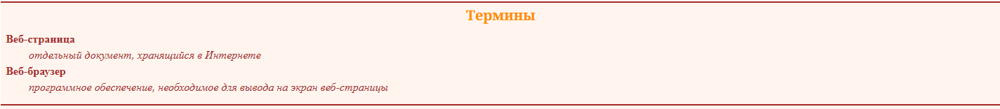 Термины
Веб-страница
отдельный документ, хранящийся в Интернете
Веб-браузер
программное обеспечение, необходимое для вывода на экран веб-страницы